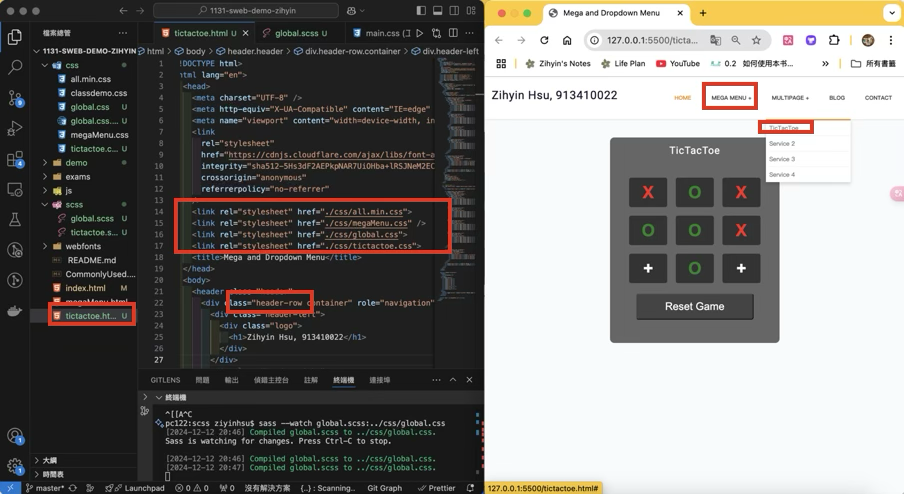 1131-sweb-demo-zihyin
檔案總管
1131-SWEB-DEMO-ZIHYIN
css
all.min.css
classdemo.css
global.css U
global.css....
megaMenu.css
tictactoe.c... U
demo
exams
js
scss
global.scss U
tictactoe.s... U
webfonts
README.md
CommonlyUsed....
index.html M
megaMenu.html
tictactoe.ht... U
大綱
時間表
tictactoe.html U
global.scss U
main.css
html > body > header.header > div.header-row.container > div.header-left
1 <!DOCTYPE html>
2 <html lang="en">
3 <head>
4 <meta charset="UTF-8" />
5 <meta http-equiv="X-UA-Compatible" content="IE=edge"
6 <meta name="viewport" content="width=device-width, in
7 <link
8 rel="stylesheet"
9 href="https://cdnjs.cloudflare.com/ajax/libs/font-a
10 integrity="sha512-5Hs3dF2AEPkpNAR7UiOHba+lRSJNeM2EC
11 crossorigin="anonymous"
12 referrerpolicy="no-referrer"
13 />
14 <link rel="stylesheet" href="./css/all.min.css">
15 <link rel="stylesheet" href="./css/megaMenu.css" />
16 <link rel="stylesheet" href="./css/global.css">
17 <link rel="stylesheet" href="./css/tictactoe.css">
18 <title>Mega and Dropdown Menu</title>
19 </head>
20 <body>
21 <header class="header">
22 <div class="header-row container" role="navigation"
23 <div class="header-left">
24 <div class="logo">
25 <h1>Zihyin Hsu, 913410022</h1>
26 </div>
27 </div>
GITLENS 問題 輸出 偵錯主控台 註解 終端機 連接埠
終端機
^[[A^C
pc122:scss ziyinhsu$ sass --watch global.scss:../css/global.css
[2024-12-12 20:46] Compiled global.scss to ../css/global.css.
Sass is watching for changes. Press Ctrl-C to stop.
[2024-12-12 20:46] Compiled global.scss to ../css/global.css.
[2024-12-12 20:47] Compiled global.scss to ../css/global.css.
master* Launchpad 0 0 0 沒有解決方案 {..} : Scanning.. Git Graph Prettier
Mega and Dropdown Menu
127.0.0.1:5500/ticta...
Zihyin's Notes Life Plan YouTube 0.2 如何使用本书... » 所有書籤
Zihyin Hsu, 913410022
HOME MEGA MENU + MULTIPAGE + BLOG CONTACT
TicTacToe
Service 2
Service 3
Service 4
TicTacToe
X O X
O O X
+ O +
Reset Game
127.0.0.1:5500/tictactoe.html#